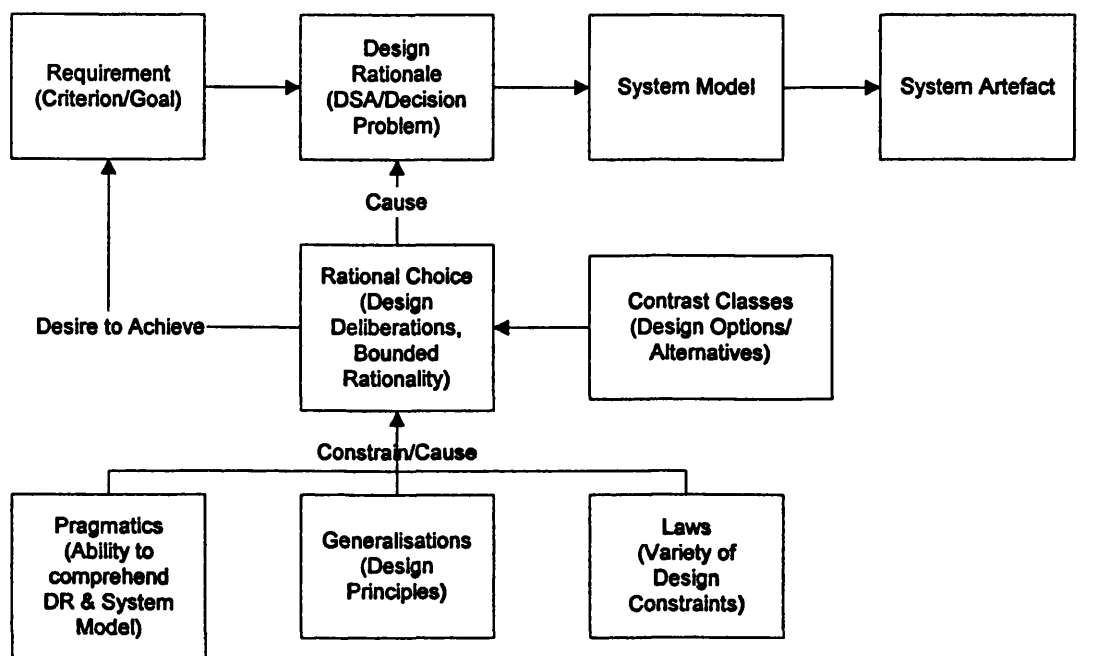 Requirement
(Criterion/Goal)
Design
Rationale
(DSA/Decision
Problem)
System Model
System Artefact
Cause
Rational Choice
(Design
Deliberations,
Bounded
Rationality)
Desire to Achieve
Contrast Classes
(Design Options/
Alternatives)
Constrain/Cause
Pragmatics
(Ability to
comprehend
DR & System
Model)
Generalisations
(Design
Principles)
Laws
(Variety of
Design
Constraints)